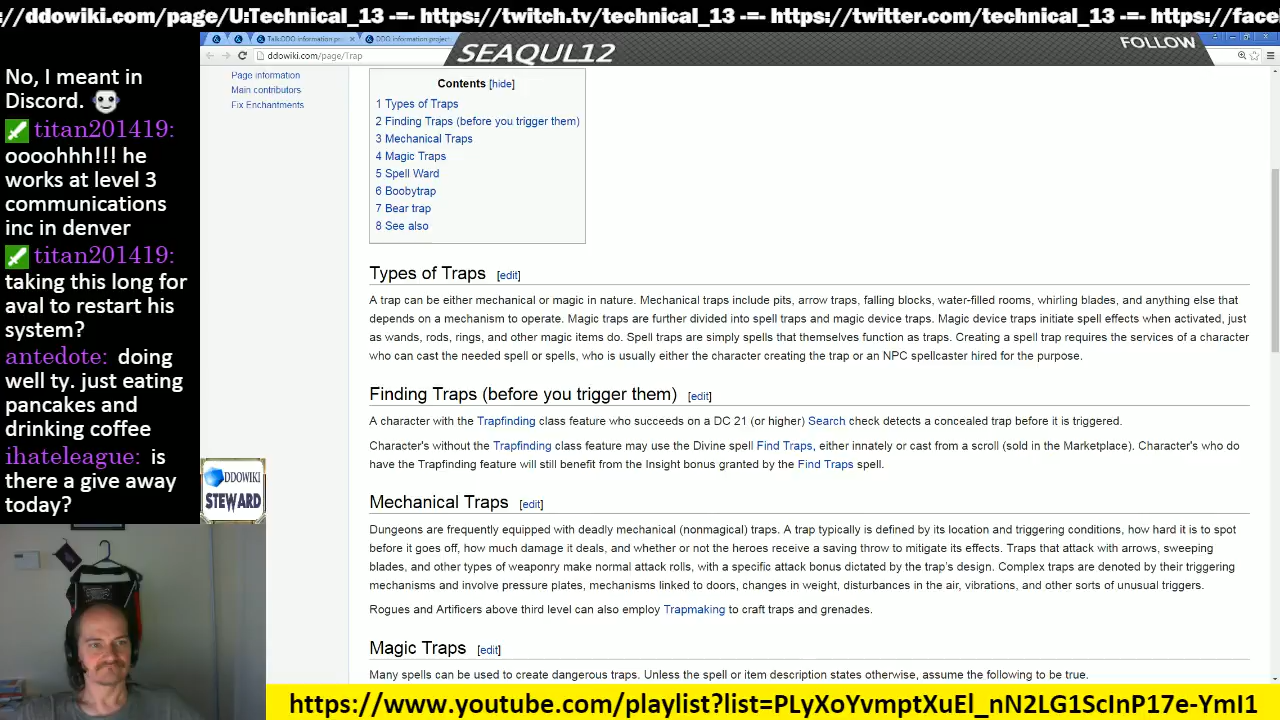 ://ddowiki.com/page/U:Technical_13 -=- https://twitch.tv/technical_13 -=- https://twitter.com/technical_13 -=- https://face
Talk:DDO information pro
DDO information project
ddowiki.com/page/Trap
SEAQUL12
FOLLOW
No, I meant in
Discord.
titan201419:
oooohhh!!! he
works at level 3
communications
inc in denver
titan201419:
taking this long for
aval to restart his
system?
antedote: doing
well ty. just eating
pancakes and
drinking coffee
ihateleague: is
there a give away
today?
Page information
Main contributors
Fix Enchantments
DDOWIKI
STEWARD
Contents [hide]
1 Types of Traps
2 Finding Traps (before you trigger them)
3 Mechanical Traps
4 Magic Traps
5 Spell Ward
6 Boobytrap
7 Bear trap
8 See also
Types of Traps [edit]
A trap can be either mechanical or magic in nature. Mechanical traps include pits, arrow traps, falling blocks, water-filled rooms, whirling blades, and anything else that
depends on a mechanism to operate. Magic traps are further divided into spell traps and magic device traps. Magic device traps initiate spell effects when activated, just
as wands, rods, rings, and other magic items do. Spell traps are simply spells that themselves function as traps. Creating a spell trap requires the services of a character
who can cast the needed spell or spells, who is usually either the character creating the trap or an NPC spellcaster hired for the purpose.
Finding Traps (before you trigger them) [edit]
A character with the Trapfinding class feature who succeeds on a DC 21 (or higher) Search check detects a concealed trap before it is triggered.
Character's without the Trapfinding class feature may use the Divine spell Find Traps, either innately or cast from a scroll (sold in the Marketplace). Character's who do
have the Trapfinding feature will still benefit from the Insight bonus granted by the Find Traps spell.
Mechanical Traps [edit]
Dungeons are frequently equipped with deadly mechanical (nonmagical) traps. A trap typically is defined by its location and triggering conditions, how hard it is to spot
before it goes off, how much damage it deals, and whether or not the heroes receive a saving throw to mitigate its effects. Traps that attack with arrows, sweeping
blades, and other types of weaponry make normal attack rolls, with a specific attack bonus dictated by the trap's design. Complex traps are denoted by their triggering
mechanisms and involve pressure plates, mechanisms linked to doors, changes in weight, disturbances in the air, vibrations, and other sorts of unusual triggers.
Rogues and Artificers above third level can also employ Trapmaking to craft traps and grenades.
Magic Traps [edit]
Many spells can be used to create dangerous traps. Unless the spell or item description states otherwise, assume the following to be true.
https://www.youtube.com/playlist?list=PLyXoYvmptXuEl_nN2LG1ScInP17e-YmI1